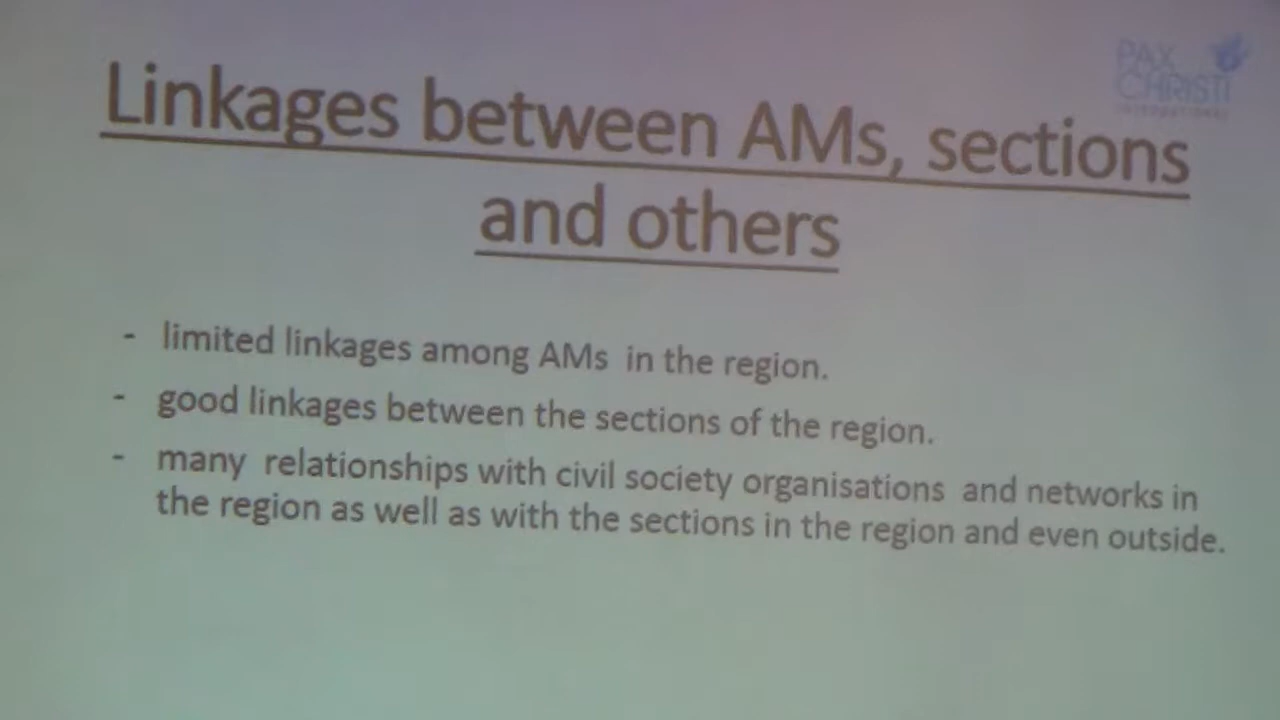 PAX
CHRISTI
INTERNATIONAL
Linkages between AMs, sections
and others
- limited linkages among AMs in the region.
- good linkages between the sections of the region.
- many relationships with civil society organisations and networks in
the region as well as with the sections in the region and even outside.